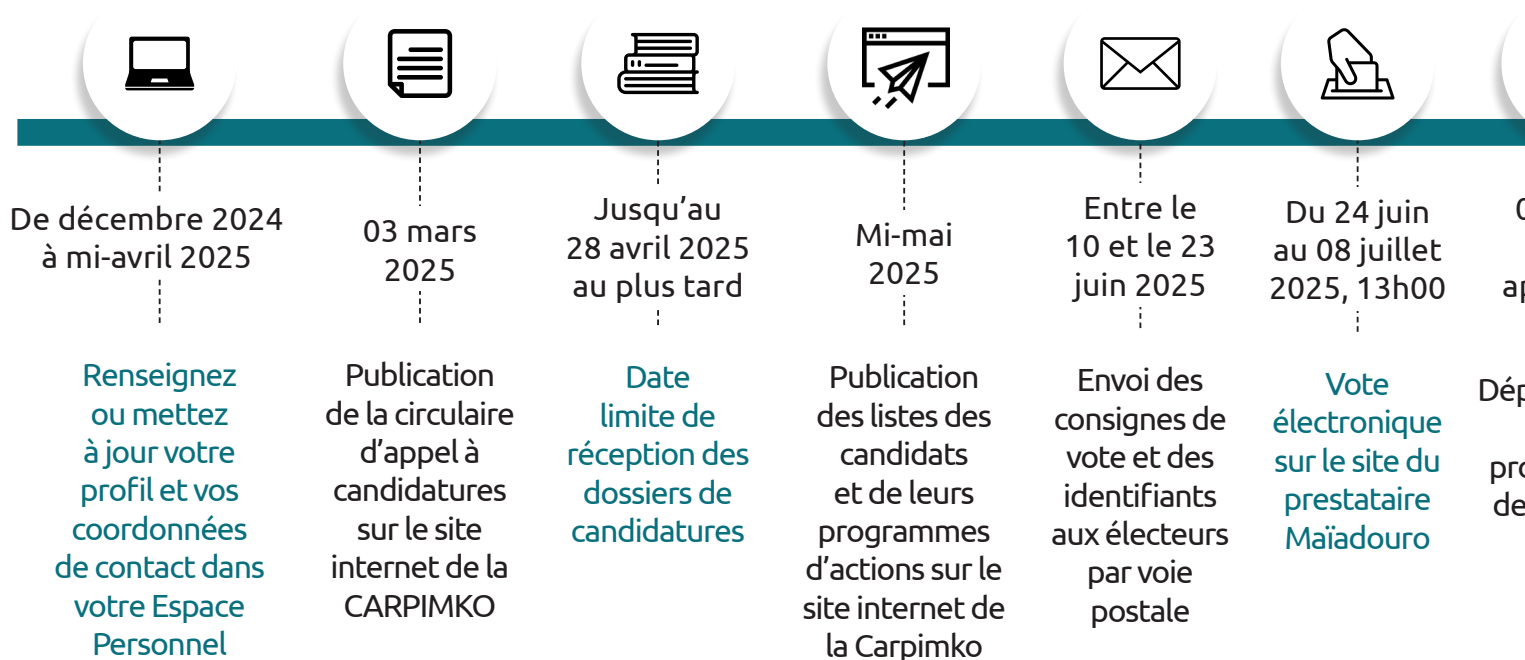 De décembre 2024
à mi-avril 2025
Renseignez
ou mettez
à jour votre
profil et vos
coordonnées
de contact dans
votre Espace
Personnel
03 mars
2025
Publication
de la circulaire
d’appel à
candidatures
sur le site
internet de la
CARPIMKO
Jusqu’au
28 avril 2025
au plus tard
Date
limite de
réception des
dossiers de
candidatures
Mi-mai
2025
Publication
des listes des
candidats
et de leurs
programmes
d’actions sur le
site internet de
la Carpimko
Entre le
10 et le 23
juin 2025
Envoi des
consignes de
vote et des
identifiants
aux électeurs
par voie
postale
Du 24 juin
au 08 juillet
2025, 13h00
Vote
électronique
sur le site du
prestataire
Maïadouro